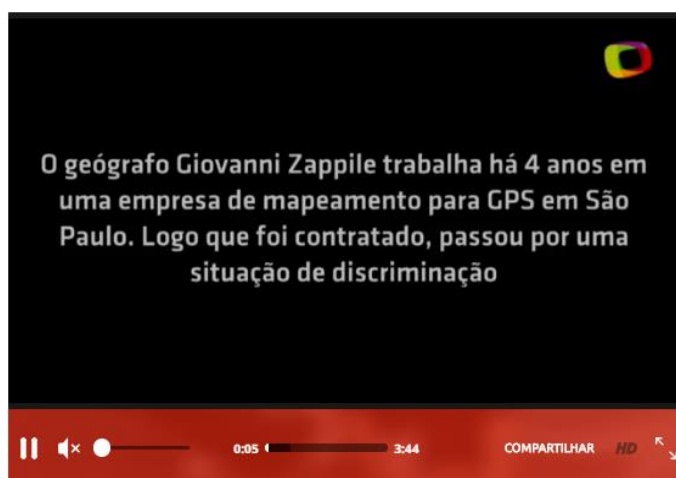 O geógrafo Giovanni Zappile trabalha há 4 anos em
uma empresa de mapeamento para GPS em São
Paulo. Logo que foi contratado, passou por uma
situação de discriminação
0:05 3:44 COMPARTILHAR HD